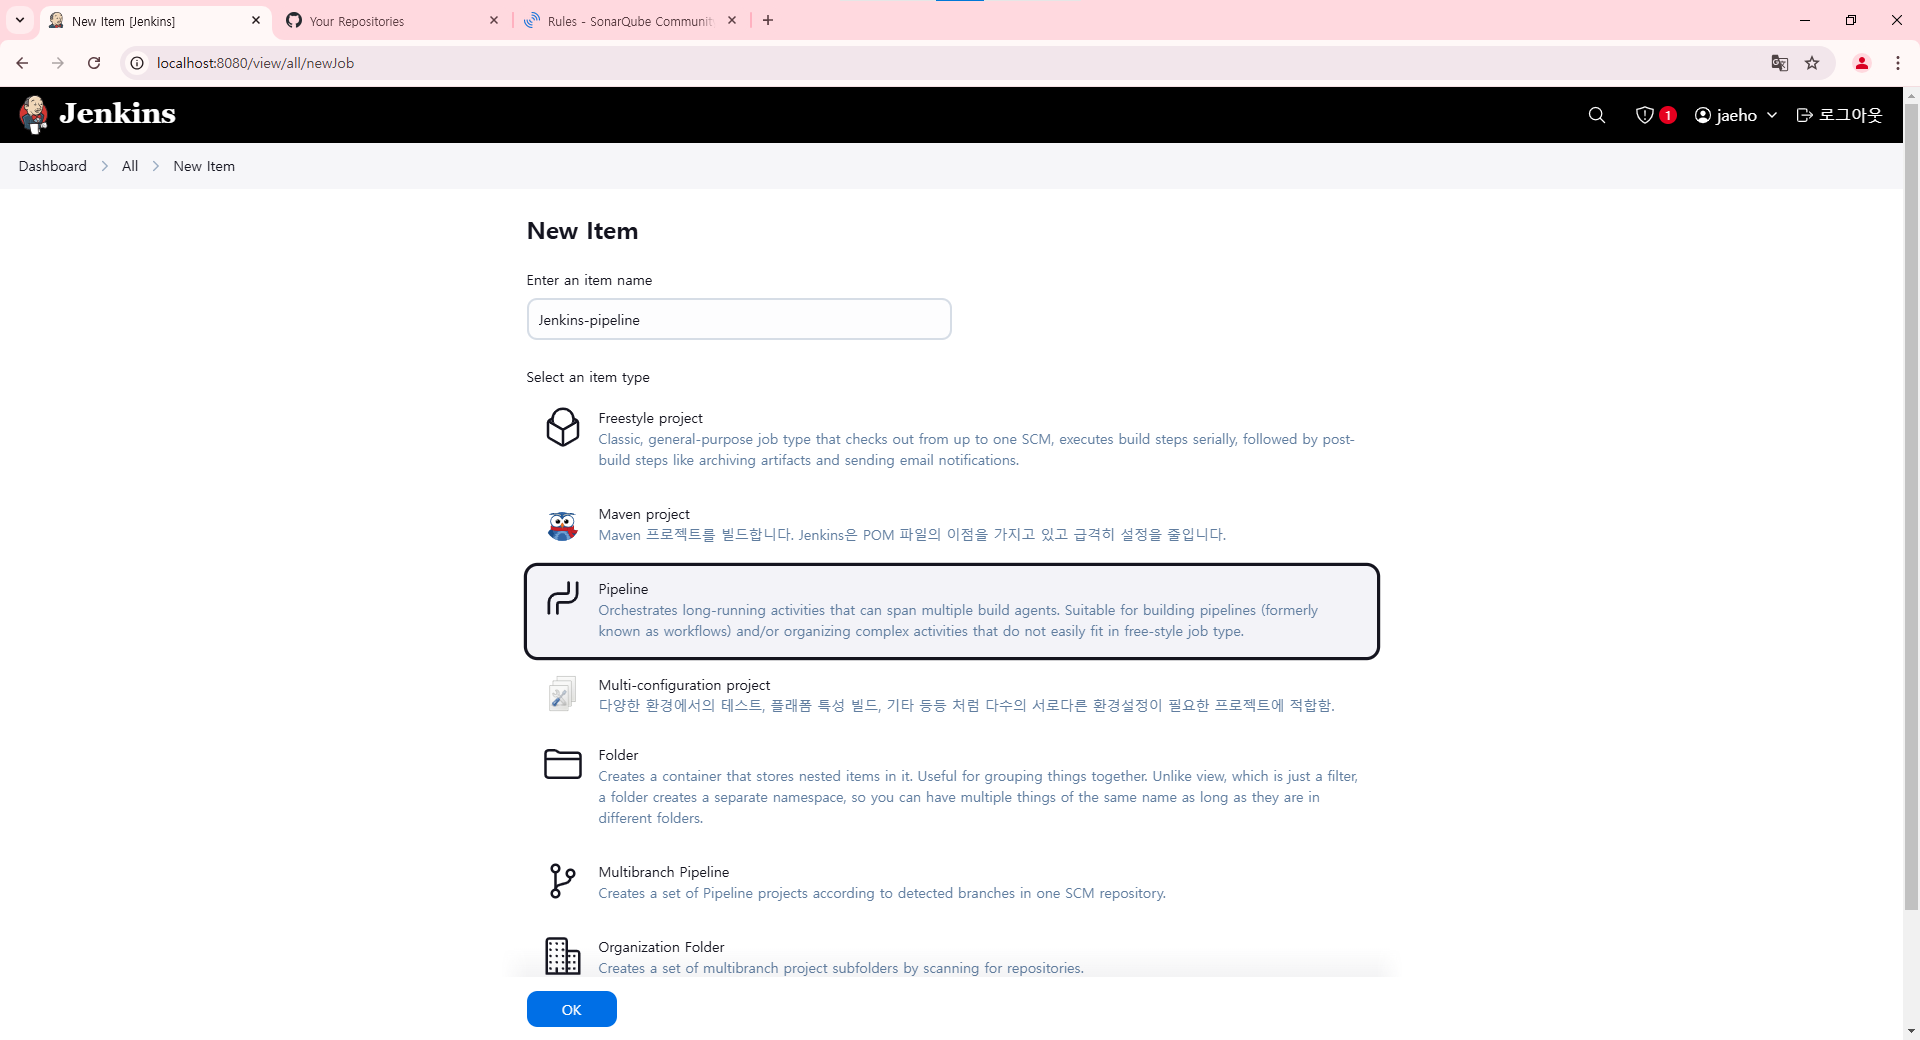 New Item [Jenkins]
Your Repositories
Rules - SonarQube Community
localhost:8080/view/all/newJob
Jenkins
1
jaeho
로그아웃
Dashboard
All
New Item
New Item
Enter an item name
Jenkins-pipeline
Select an item type
Freestyle project
Classic, general-purpose job type that checks out from up to one SCM, executes build steps serially, followed by post-
build steps like archiving artifacts and sending email notifications.
Maven project
Maven 프로젝트를 빌드합니다. Jenkins은 POM 파일의 이점을 가지고 있고 급격히 설정을 줄입니다.
Pipeline
Orchestrates long-running activities that can span multiple build agents. Suitable for building pipelines (formerly
known as workflows) and/or organizing complex activities that do not easily fit in free-style job type.
Multi-configuration project
다양한 환경에서의 테스트, 플래폼 특성 빌드, 기타 등등 처럼 다수의 서로다른 환경설정이 필요한 프로젝트에 적합함.
Folder
Creates a container that stores nested items in it. Useful for grouping things together. Unlike view, which is just a filter,
a folder creates a separate namespace, so you can have multiple things of the same name as long as they are in
different folders.
Multibranch Pipeline
Creates a set of Pipeline projects according to detected branches in one SCM repository.
Organization Folder
Creates a set of multibranch project subfolders by scanning for repositories.
OK